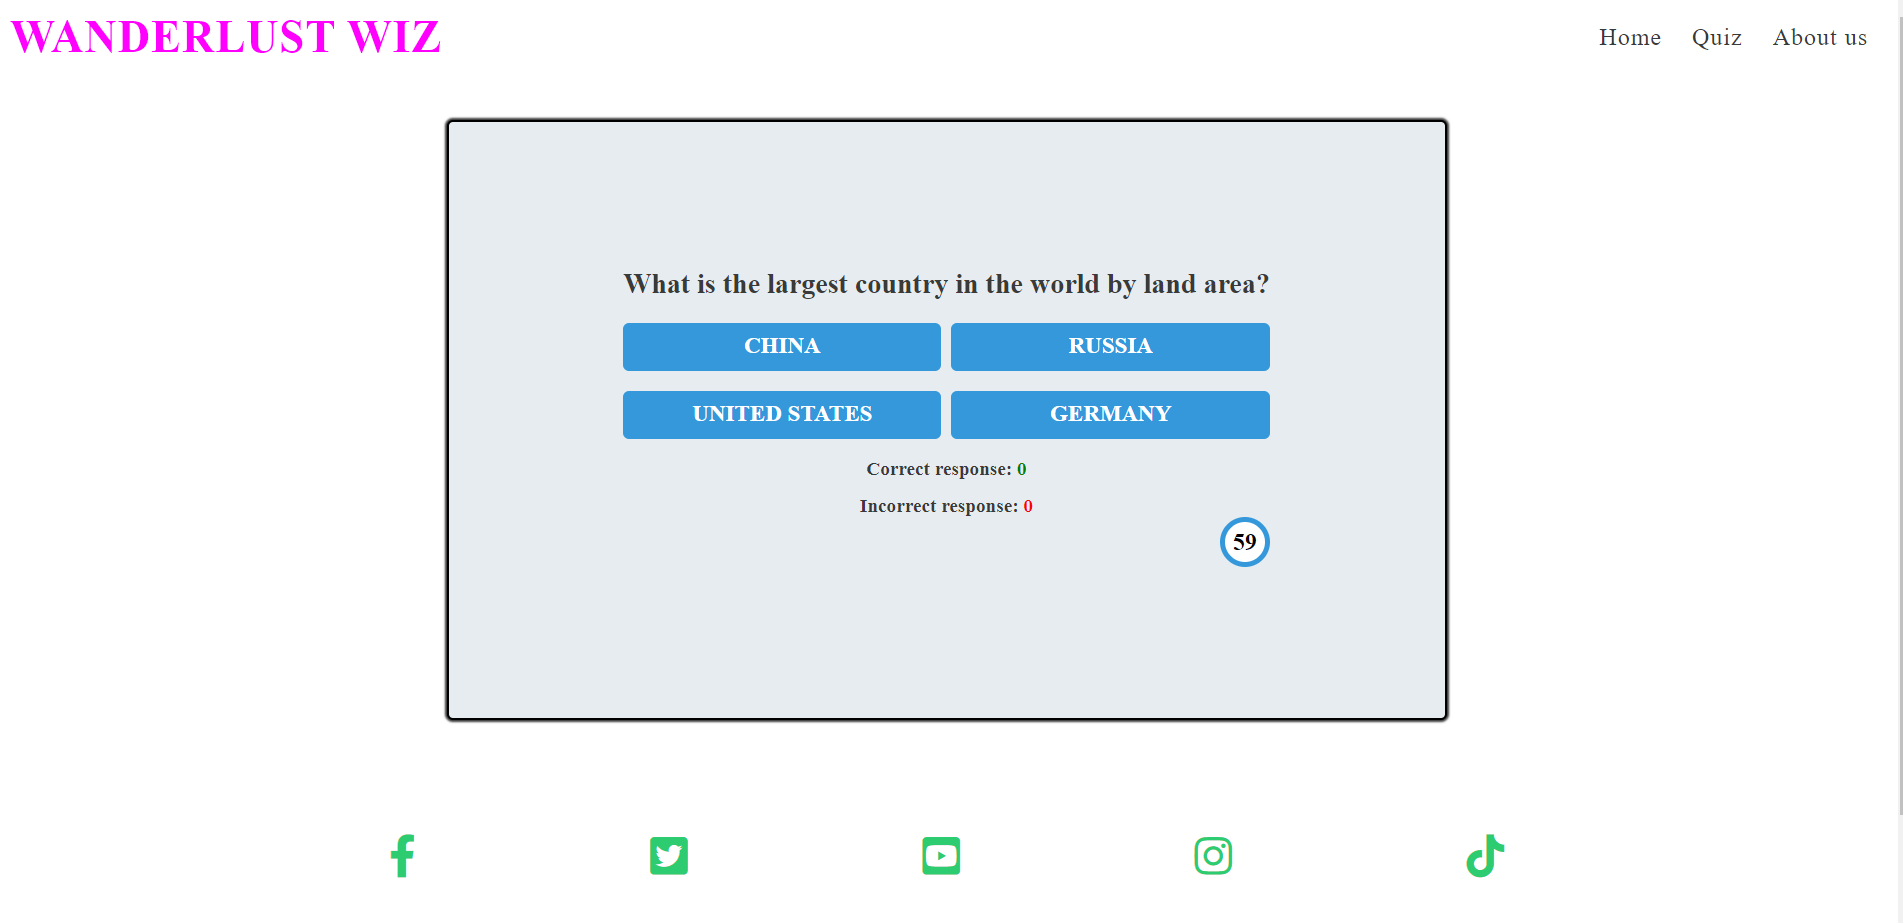 WANDERLUST WIZ
Home Quiz About us
What is the largest country in the world by land area?
CHINA RUSSIA
UNITED STATES GERMANY
Correct response: 0
Incorrect response: 0
59